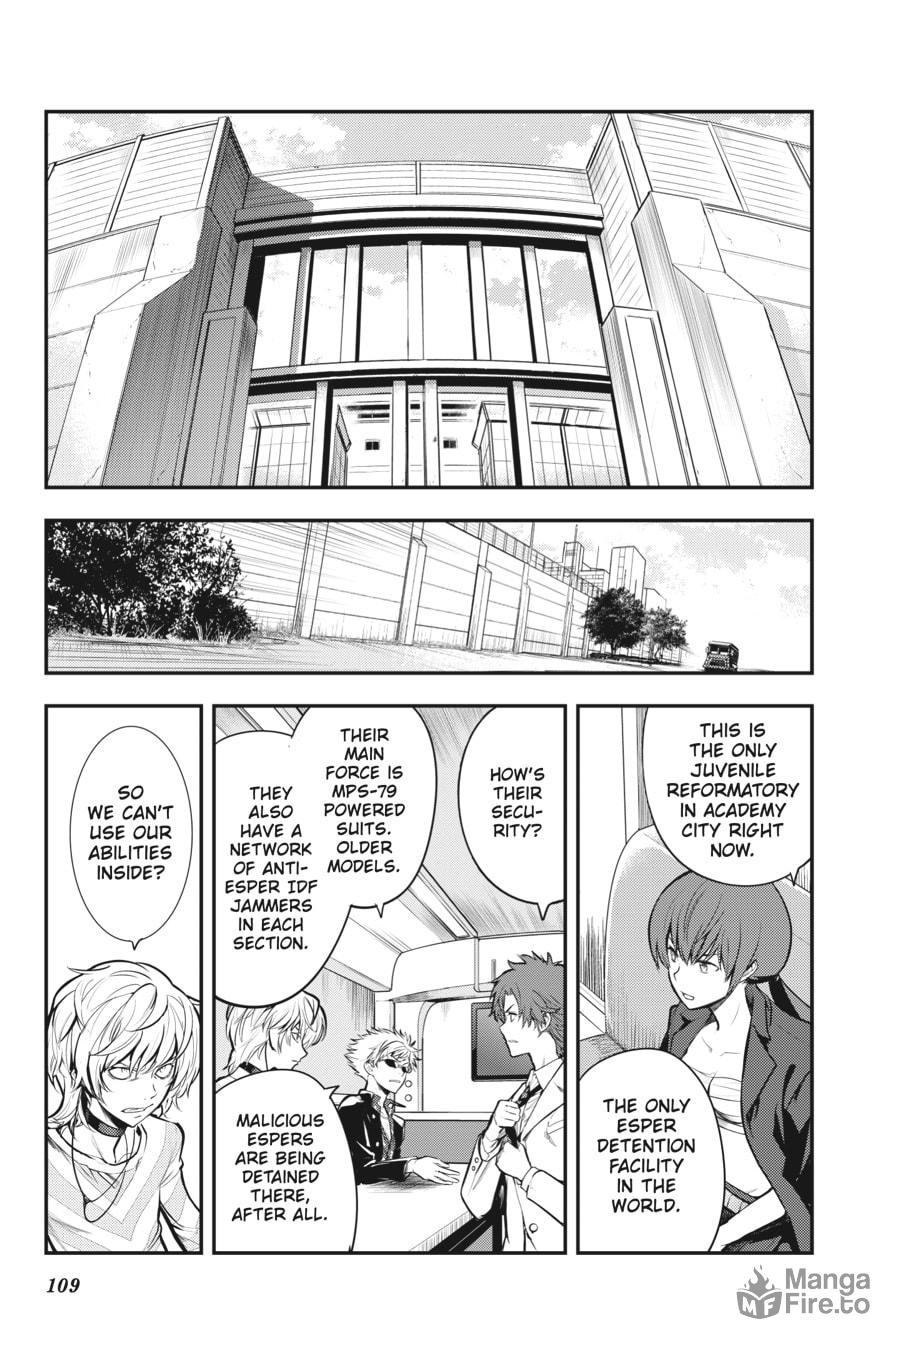 THIS IS
THE ONLY
JUVENILE
REFORMATORY
IN ACADEMY
CITY RIGHT
NOW.
THE ONLY
ESPER
DETENTION
FACILITY
IN THE
WORLD.
HOW'S
THEIR
SECU-
RITY?
THEIR
MAIN
FORCE IS
MPS-79
POWERED
SUITS.
OLDER
MODELS.
THEY
ALSO
HAVE A
NETWORK
OF ANTI-
ESPER IDF
JAMMERS
IN EACH
SECTION.
MALICIOUS
ESPERS
ARE BEING
DETAINED
THERE,
AFTER ALL.
SO
WE CAN'T
USE OUR
ABILITIES
INSIDE?
109
MF
Manga
Fire.to